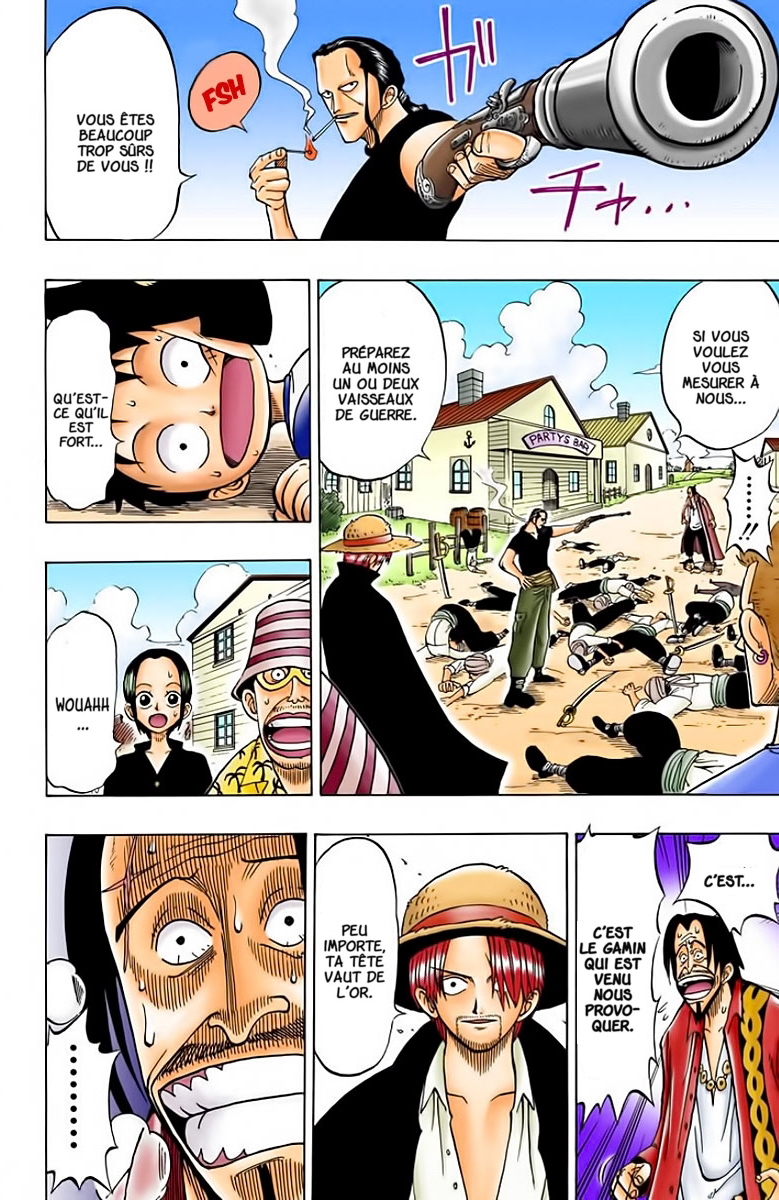 ガ
FSH
VOUS ÊTES
BEAUCOUP
TROP SÛRS
DE VOUS !!
チャ...
SI VOUS
VOULEZ
VOUS
MESURER À
NOUS...
PRÉPAREZ
AU MOINS
UN OU DEUX
VAISSEAUX
DE GUERRE.
PARTYS BAR
......!!
QU'EST-
CE QU'IL
EST
FORT...
WOUAHH
...
C'EST...
C'EST
LE GAMIN
QUI EST
VENU
NOUS
PROVO-
QUER.
PEU
IMPORTE,
TA TÊTE
VAUT DE
L'OR.
........